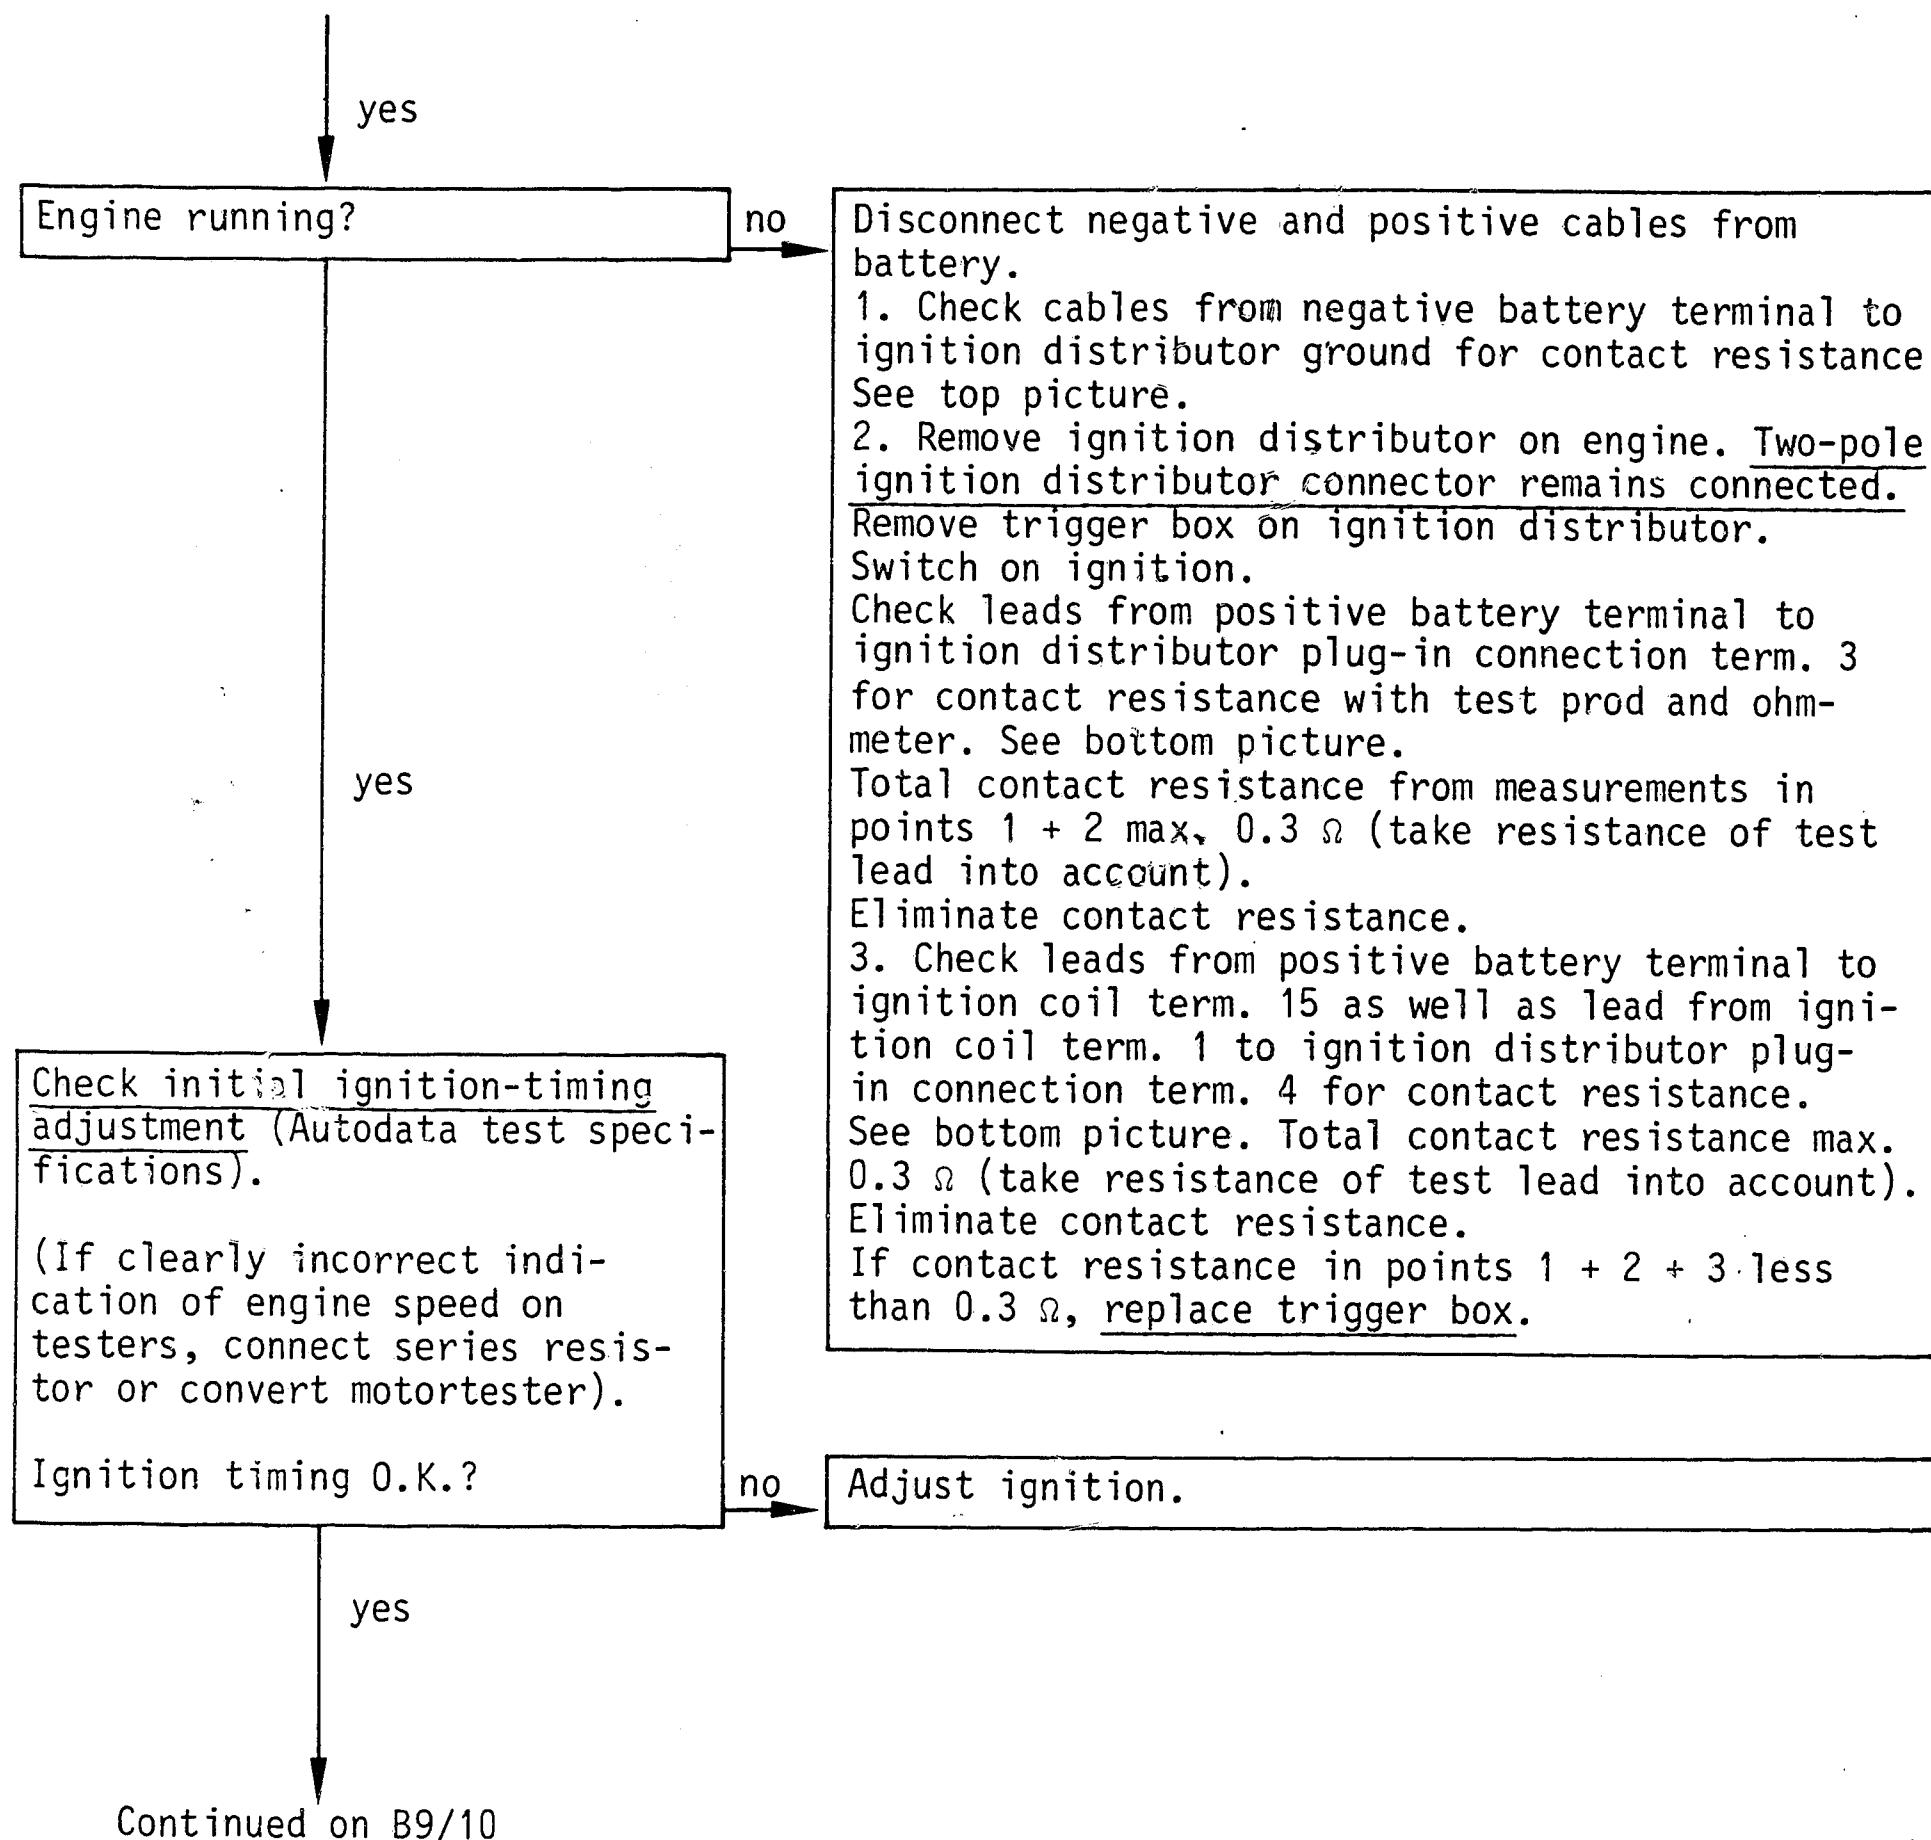 yes
Engine running?
no
Disconnect negative and positive cables from
battery.
1. Check cables from negative battery terminal to
ignition distributor ground for contact resistance
See top picture.
2. Remove ignition distributor on engine. Two-pole
ignition distributor connector remains connected.
Remove trigger box on ignition distributor.
Switch on ignition.
Check leads from positive battery terminal to
ignition distributor plug-in connection term. 3
for contact resistance with test prod and ohm-
meter. See bottom picture.
Total contact resistance from measurements in
points 1 + 2 max. 0.3 Ω (take resistance of test
lead into account).
Eliminate contact resistance.
3. Check leads from positive battery terminal to
ignition coil term. 15 as well as lead from igni-
tion coil term. 1 to ignition distributor plug-
in connection term. 4 for contact resistance.
See bottom picture. Total contact resistance max.
0.3 Ω (take resistance of test lead into account).
Eliminate contact resistance.
If contact resistance in points 1 + 2 + 3 less
than 0.3 Ω, replace trigger box.
yes
Check initial ignition-timing
adjustment (Autodata test speci-
fications).
(If clearly incorrect indi-
cation of engine speed on
testers, connect series resis-
tor or convert motortester).
Ignition timing O.K.?
no
Adjust ignition.
yes
Continued on B9/10